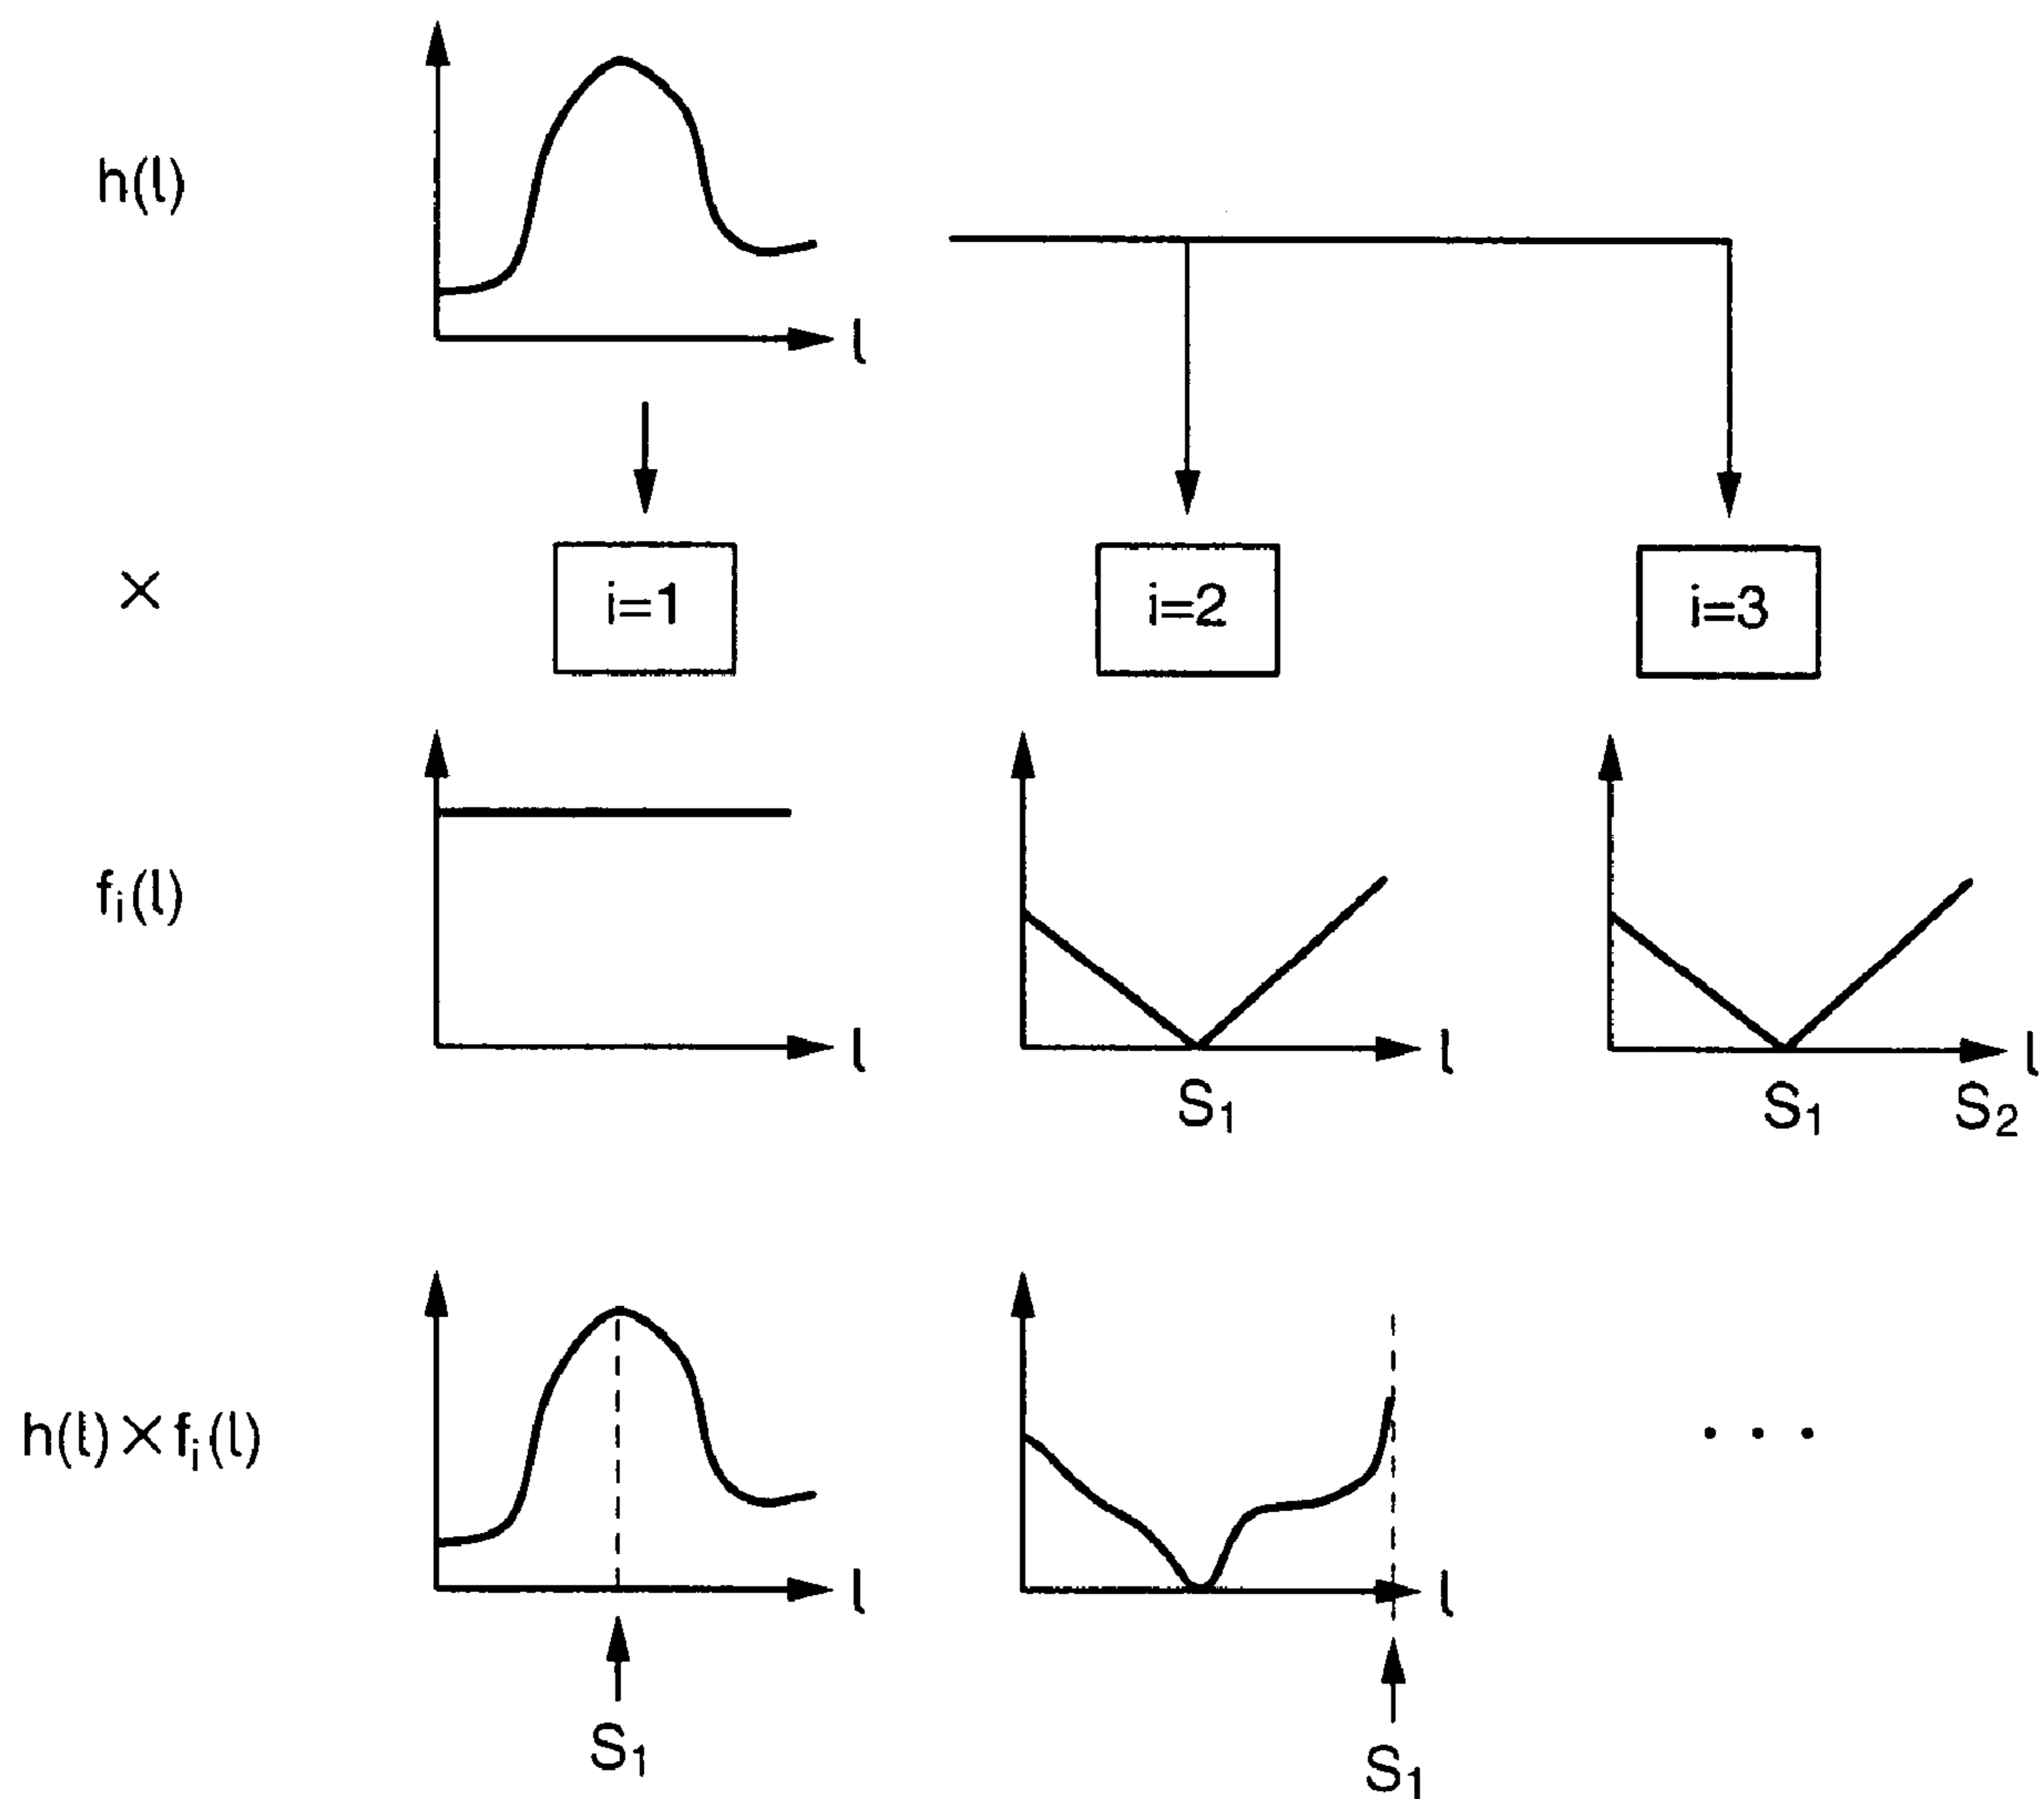 h(l)
l
×
i=1
i=2
i=3
fᵢ(l)
l
S₁
l
S₁
S₂
l
h(l)×fᵢ(l)
l
S₁
l
S₁
. . .